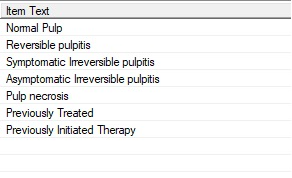 Item Text
Normal Pulp
Reversible pulpitis
Symptomatic Irreversible pulpitis
Asymptomatic Irreversible pulpitis
Pulp necrosis
Previously Treated
Previously Initiated Therapy